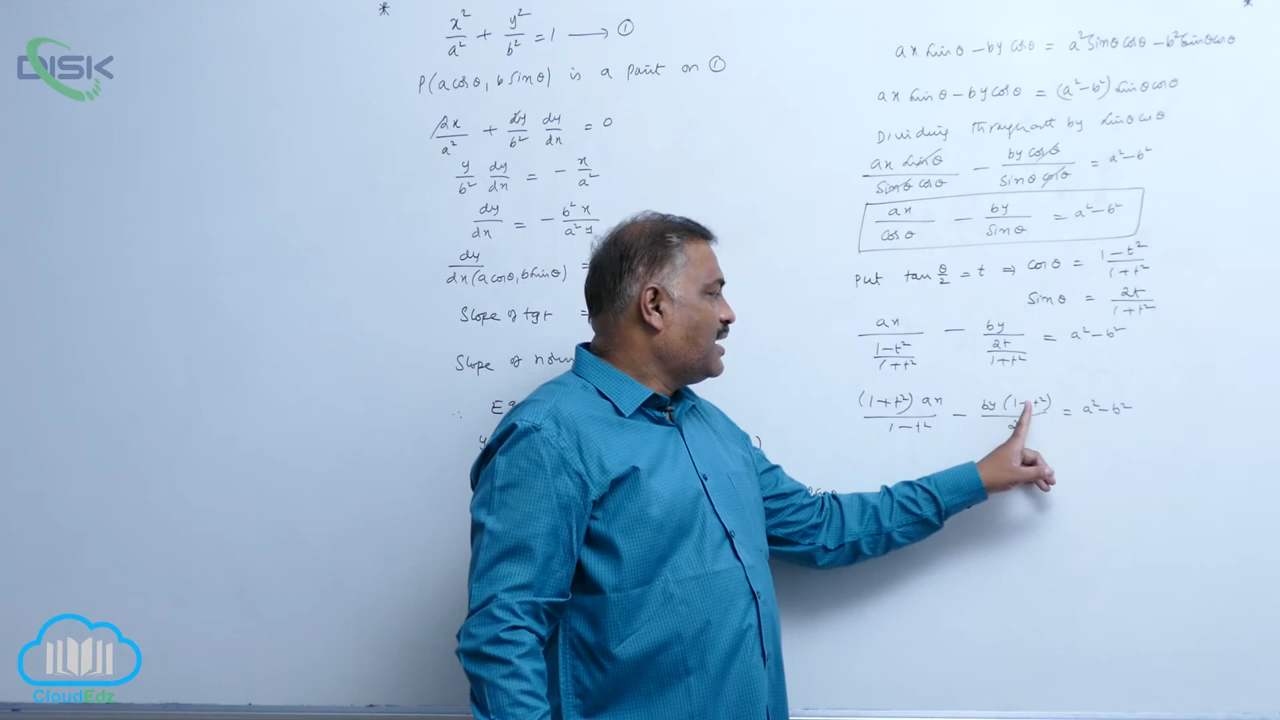 *
x²/a² + y²/b² = 1 ⟶ ①
P(a cosθ, b sinθ) is a point on ①
2x/a² + 2y/b² dy/dx = 0
y/b² dy/dx = - x/a²
dy/dx = - b²x/a²y
dy/dx (a cosθ, b sinθ) =
Slope of tgt =
Slope of
∴
*
ax sinθ - by cosθ = a² sinθ cosθ - b² sinθ cosθ
ax sinθ - by cosθ = (a² - b²) sinθ cosθ
Dividing throughout by sinθ cosθ
ax sinθ/sinθ cosθ - by cosθ/sinθ cosθ = a² - b²
ax/cosθ - by/sinθ = a² - b²
put tan θ/2 = t ⇒ cosθ = 1-t²/1+t²
sinθ = 2t/1+t²
ax/(1-t²/1+t²) - by/(2t/1+t²) = a² - b²
(1+t²) ax/1-t² - by (1+t²)/2 = a² - b²
DISK
CloudEdz